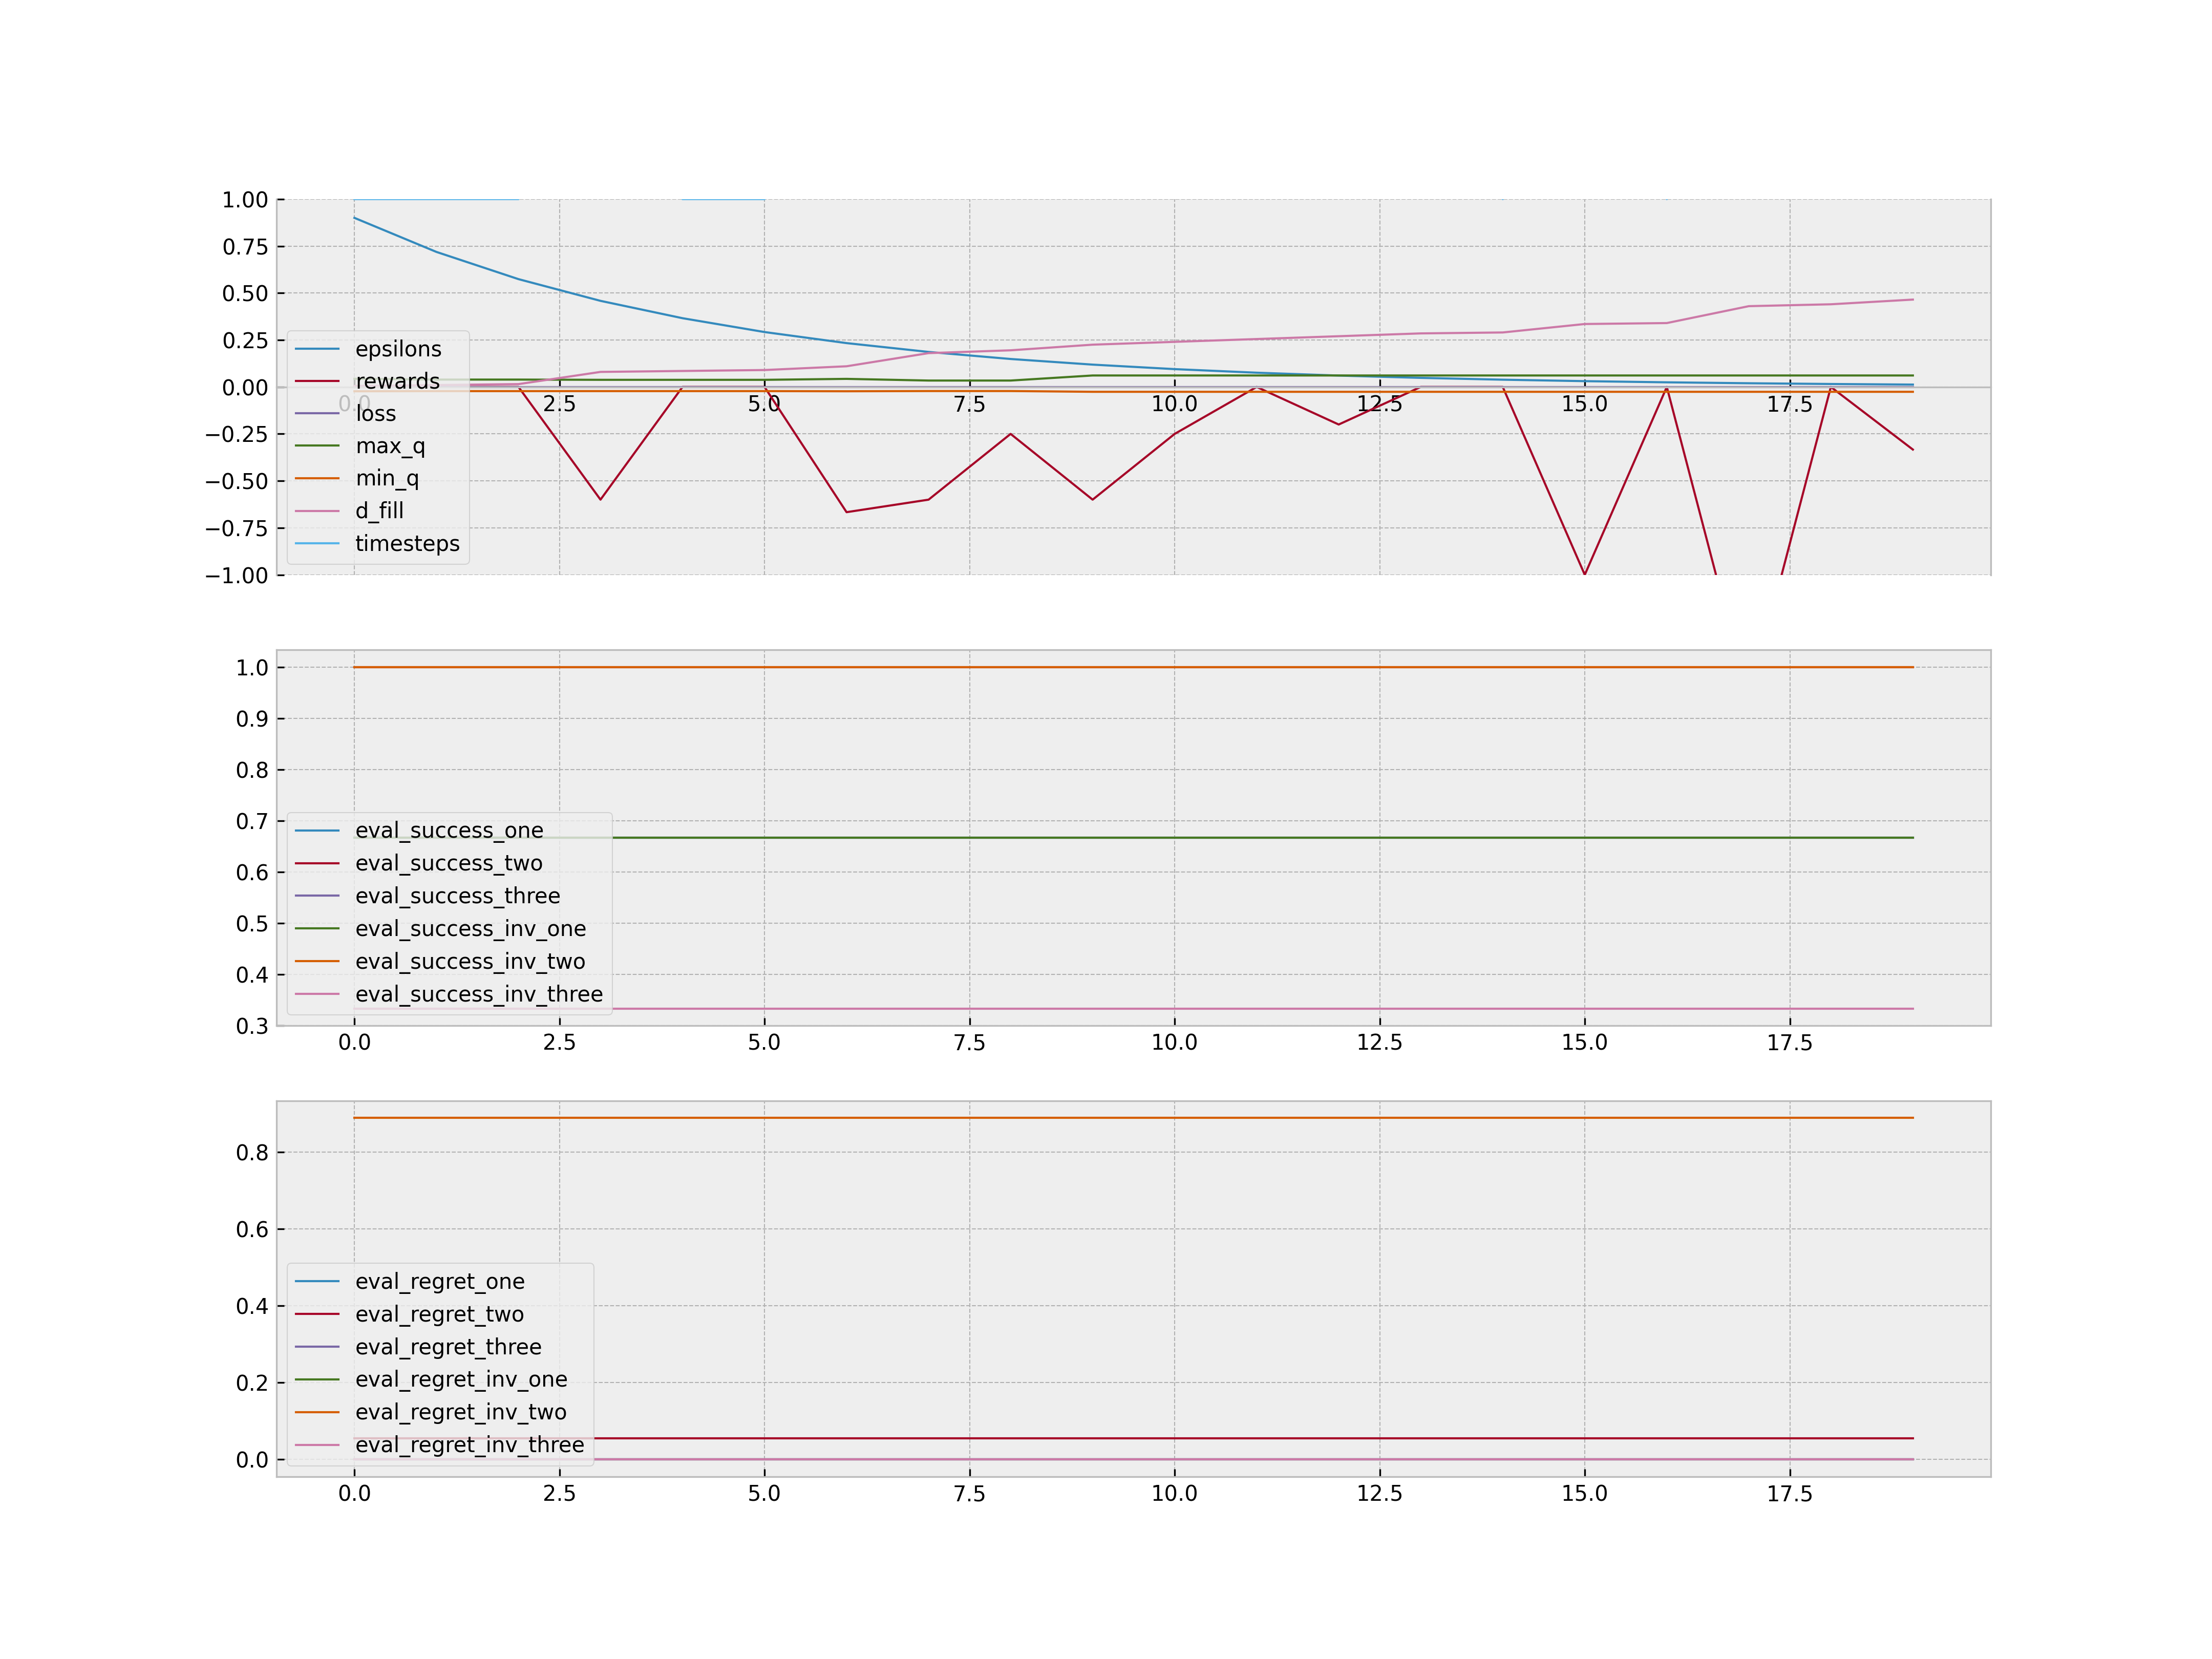 1.00
0.75
0.50
0.25
0.00
−0.25
−0.50
−0.75
−1.00
0.0 2.5 5.0 7.5 10.0 12.5 15.0 17.5
epsilons
rewards
loss
max_q
min_q
d_fill
timesteps
1.0
0.9
0.8
0.7
0.6
0.5
0.4
0.3
eval_success_one
eval_success_two
eval_success_three
eval_success_inv_one
eval_success_inv_two
eval_success_inv_three
0.0 2.5 5.0 7.5 10.0 12.5 15.0 17.5
0.8
0.6
0.4
0.2
0.0
eval_regret_one
eval_regret_two
eval_regret_three
eval_regret_inv_one
eval_regret_inv_two
eval_regret_inv_three
0.0 2.5 5.0 7.5 10.0 12.5 15.0 17.5